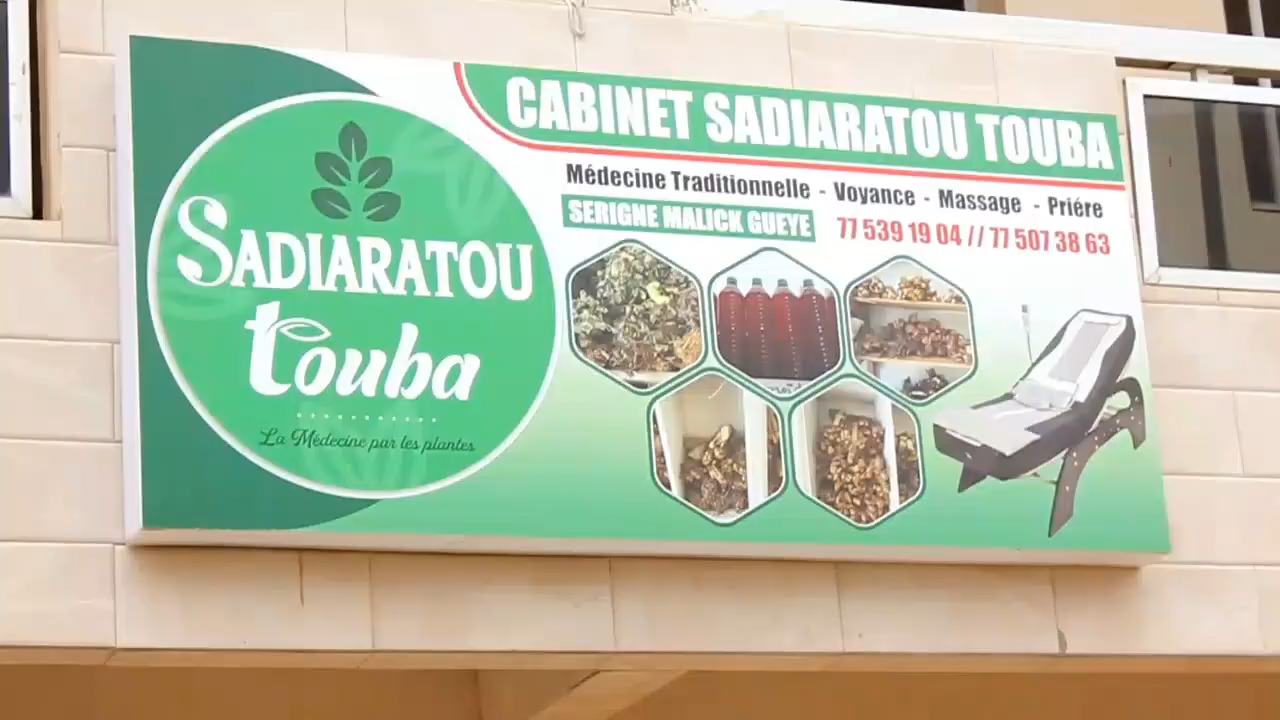 CABINET SADIARATOU TOUBA
Médecine Traditionnelle - Voyance - Massage - Priére
SERIGNE MALICK GUEYE
77 539 19 04 // 77 507 38 63
SADIARATOU
touba
La Médecine par les plantes